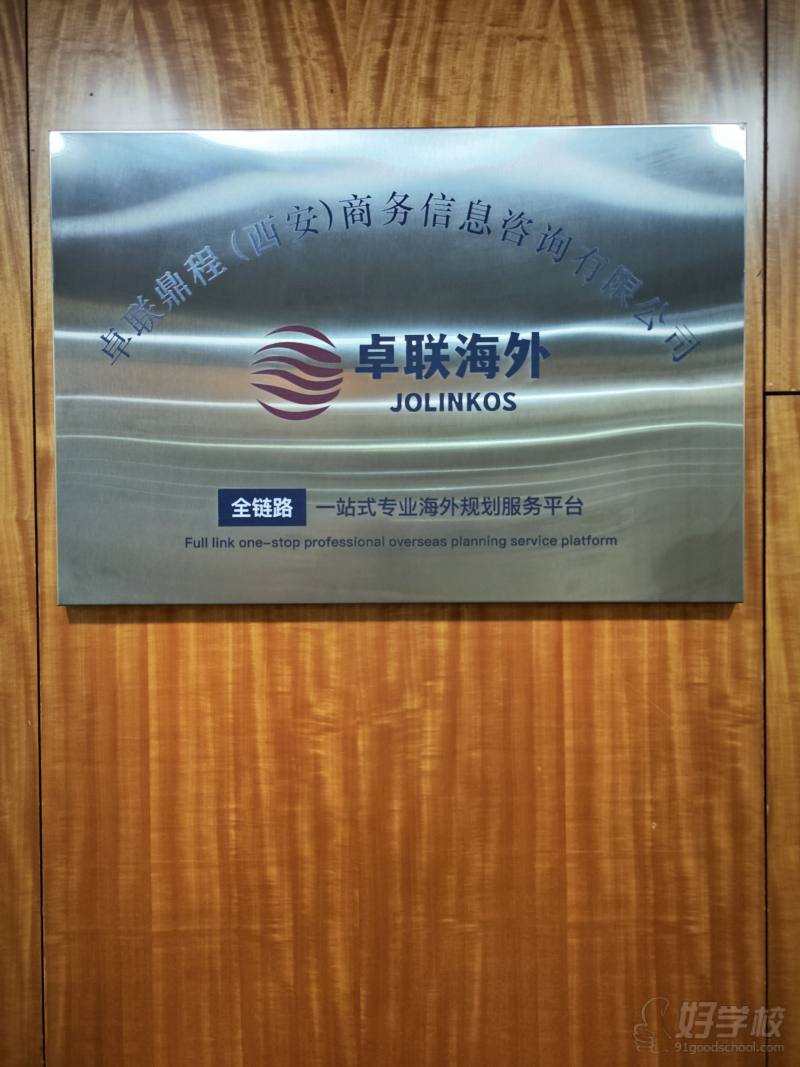 卓联鼎程(西安)商务信息咨询有限公司
卓联海外
JOLINKOS
全链路 一站式专业海外规划服务平台
Full link one-stop professional overseas planning service platform
好学校
91goodschool.com